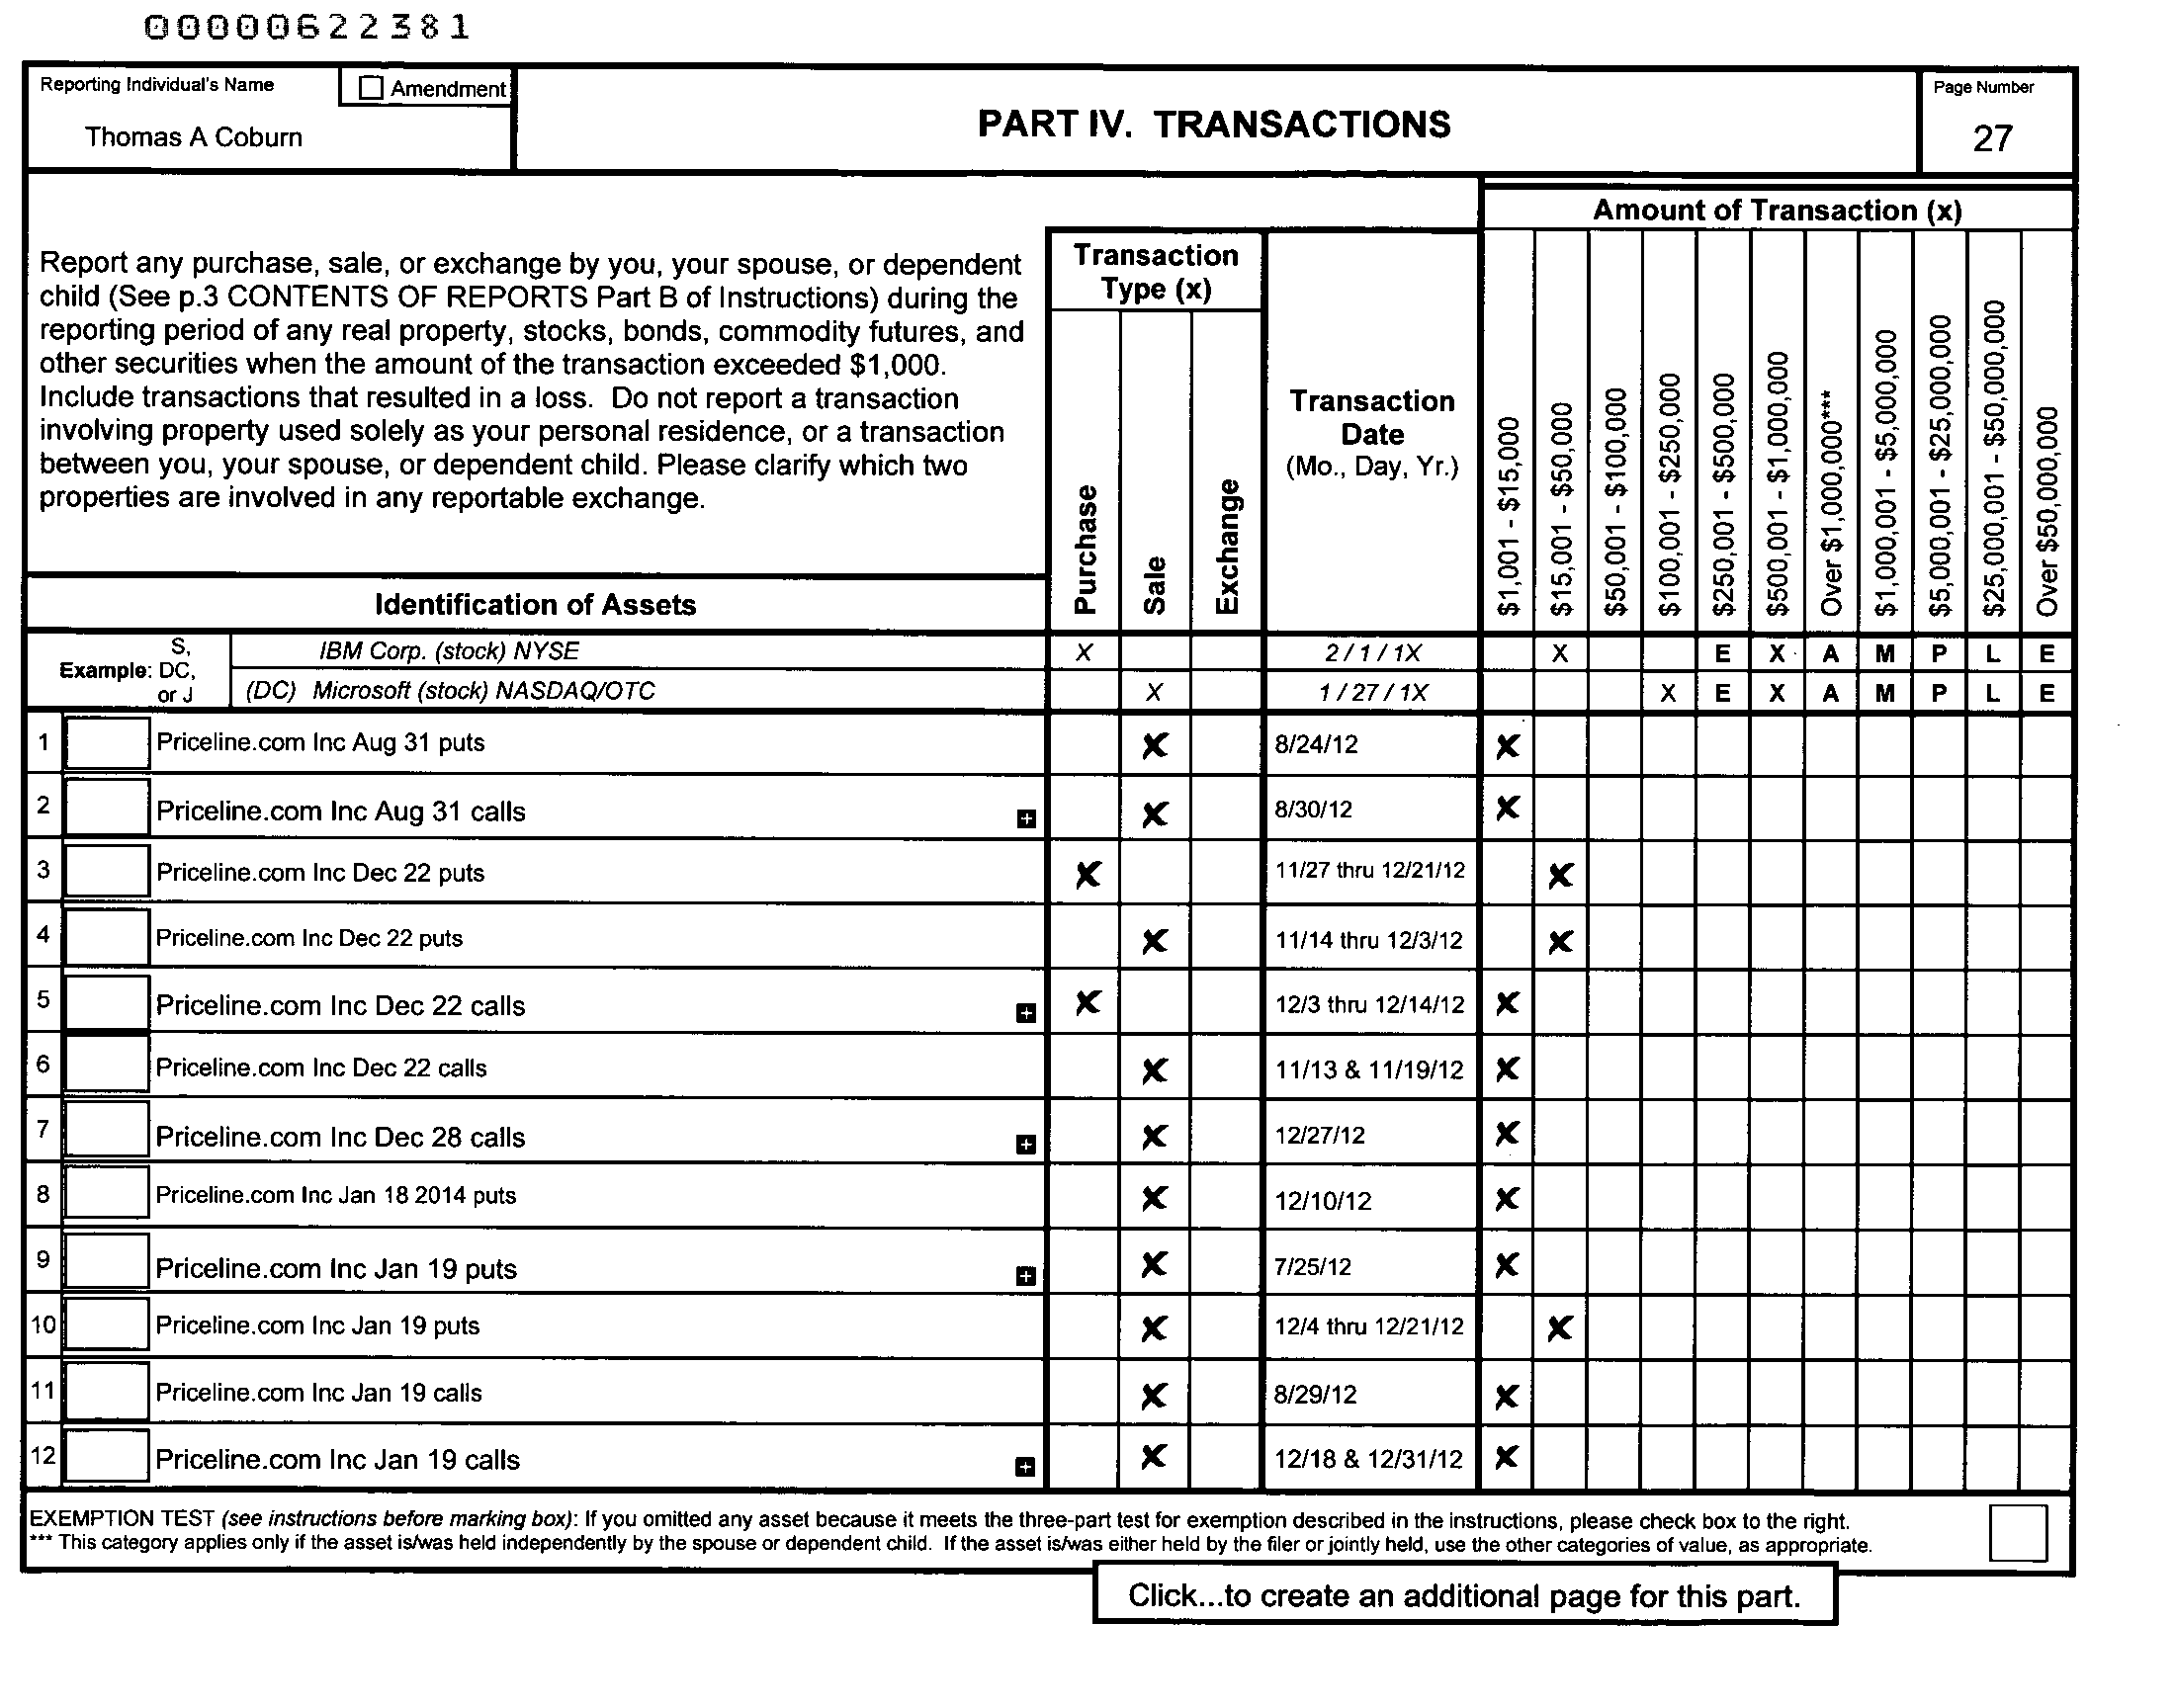 00000622381
Reporting Individual's Name
Amendment
Thomas A Coburn
PART IV. TRANSACTIONS
Page Number
27
Report any purchase, sale, or exchange by you, your spouse, or dependent
child (See p.3 CONTENTS OF REPORTS Part B of Instructions) during the
reporting period of any real property, stocks, bonds, commodity futures, and
other securities when the amount of the transaction exceeded $1,000.
Include transactions that resulted in a loss. Do not report a transaction
involving property used solely as your personal residence, or a transaction
between you, your spouse, or dependent child. Please clarify which two
properties are involved in any reportable exchange.
Identification of Assets
Transaction
Type (x)
Purchase
Sale
Exchange
Transaction
Date
(Mo., Day, Yr.)
Amount of Transaction (x)
$1,001 - $15,000
$15,001 - $50,000
$50,001 - $100,000
$100,001 - $250,000
$250,001 - $500,000
$500,001 - $1,000,000
Over $1,000,000***
$1,000,001 - $5,000,000
$5,000,001 - $25,000,000
$25,000,001 - $50,000,000
Over $50,000,000
Example: S, DC, or J
IBM Corp. (stock) NYSE X 2 / 1 / 1X X E X A M P L E
(DC) Microsoft (stock) NASDAQ/OTC X 1 / 27 / 1X X E X A M P L E
1 Priceline.com Inc Aug 31 puts X 8/24/12 X
2 Priceline.com Inc Aug 31 calls + X 8/30/12 X
3 Priceline.com Inc Dec 22 puts X 11/27 thru 12/21/12 X
4 Priceline.com Inc Dec 22 puts X 11/14 thru 12/3/12 X
5 Priceline.com Inc Dec 22 calls + X 12/3 thru 12/14/12 X
6 Priceline.com Inc Dec 22 calls X 11/13 & 11/19/12 X
7 Priceline.com Inc Dec 28 calls + X 12/27/12 X
8 Priceline.com Inc Jan 18 2014 puts X 12/10/12 X
9 Priceline.com Inc Jan 19 puts + X 7/25/12 X
10 Priceline.com Inc Jan 19 puts X 12/4 thru 12/21/12 X
11 Priceline.com Inc Jan 19 calls X 8/29/12 X
12 Priceline.com Inc Jan 19 calls + X 12/18 & 12/31/12 X
EXEMPTION TEST (see instructions before marking box): If you omitted any asset because it meets the three-part test for exemption described in the instructions, please check box to the right.
*** This category applies only if the asset is/was held independently by the spouse or dependent child. If the asset is/was either held by the filer or jointly held, use the other categories of value, as appropriate.
Click...to create an additional page for this part.